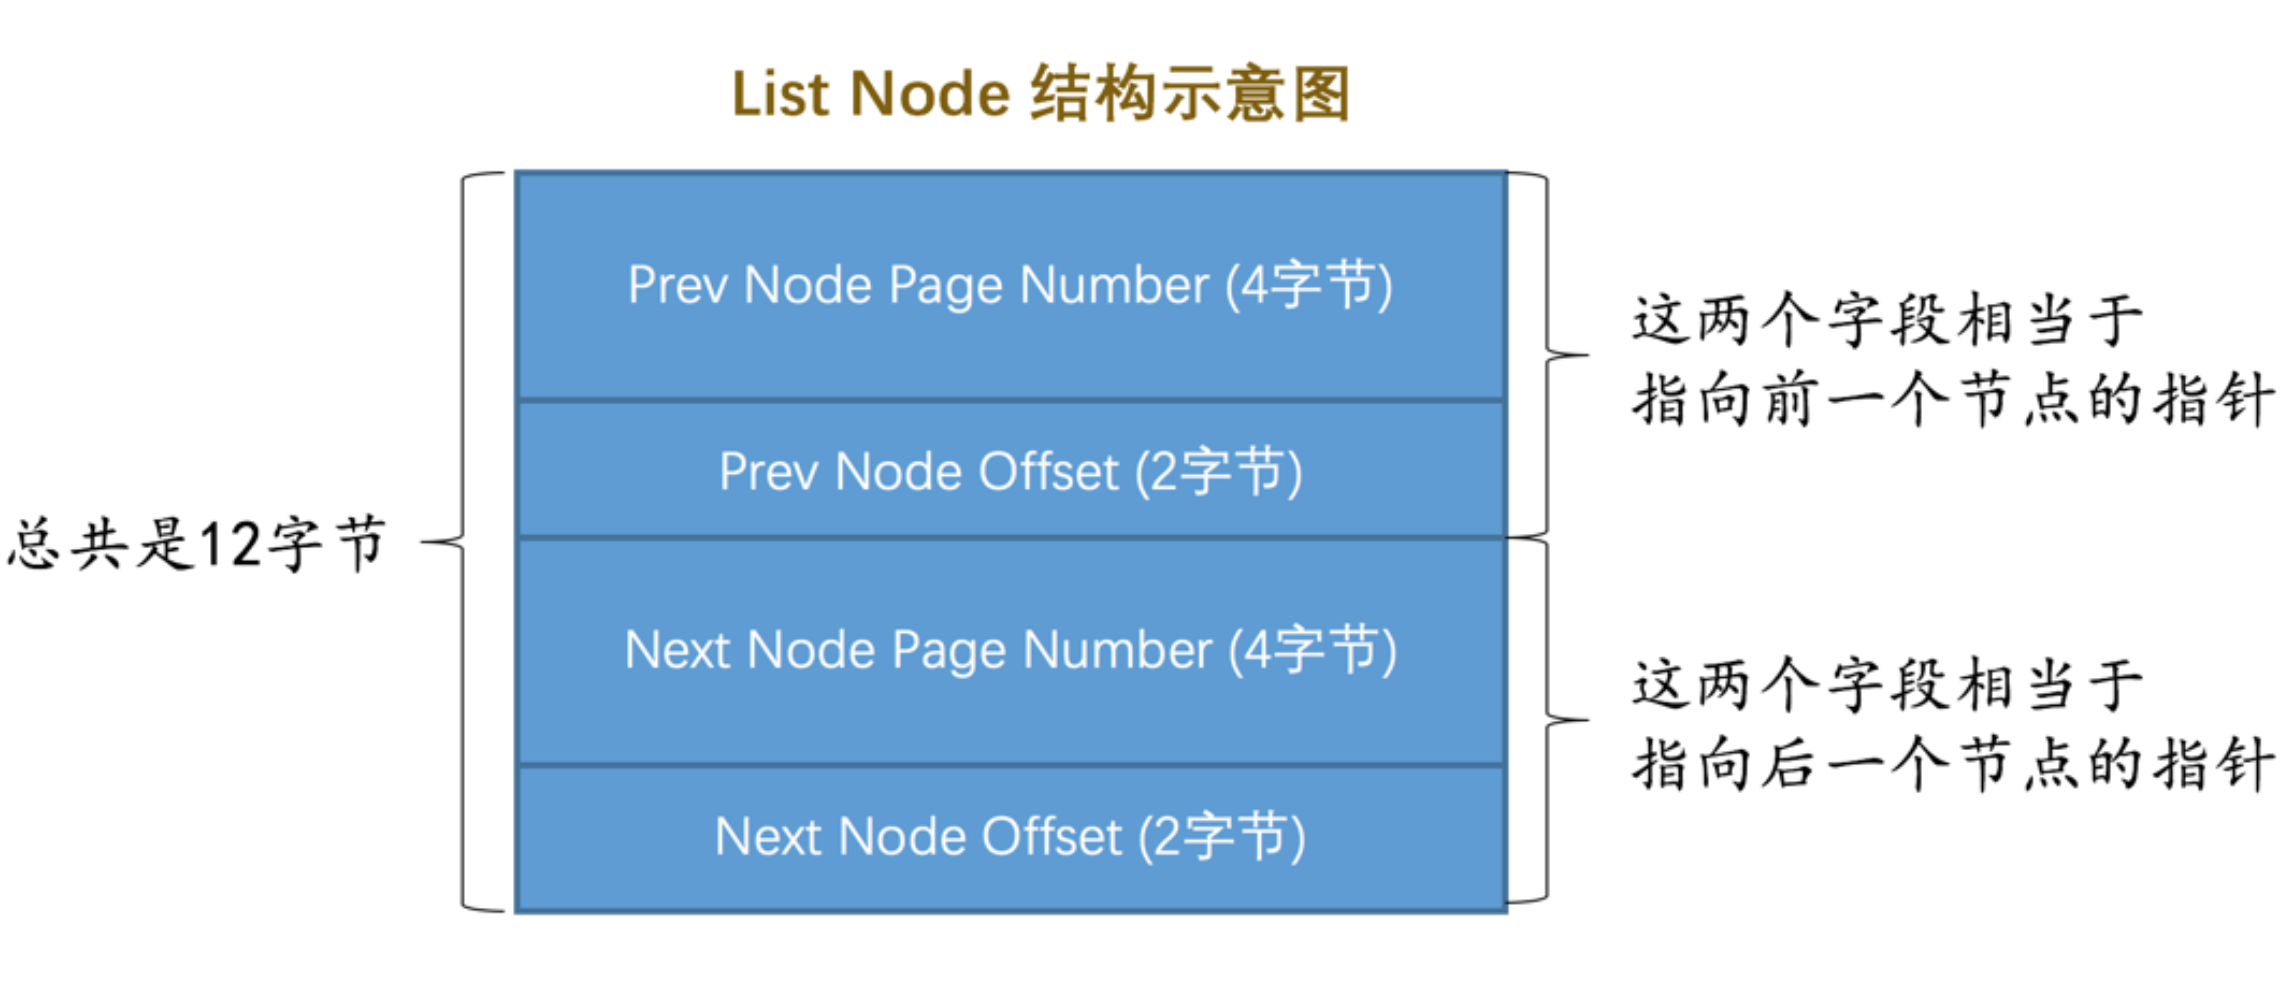 List Node 结构示意图
Prev Node Page Number (4字节)
Prev Node Offset (2字节)
Next Node Page Number (4字节)
Next Node Offset (2字节)
总共是12字节
这两个字段相当于
指向前一个节点的指针
这两个字段相当于
指向后一个节点的指针